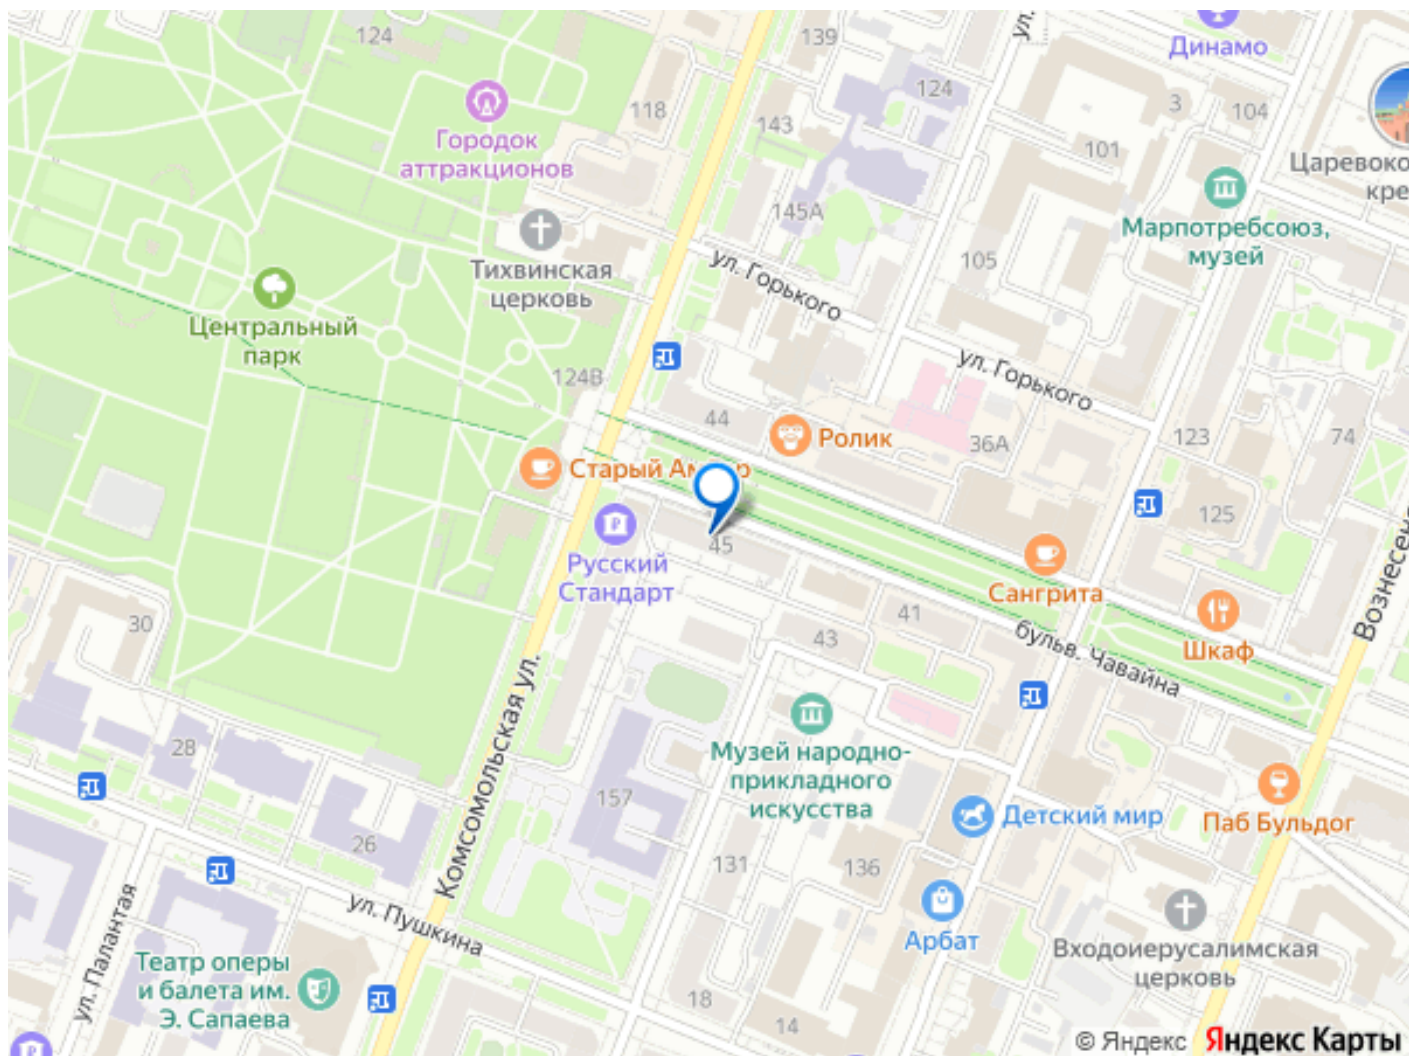 124
139
ул.
Динамо
Городок
аттракционов
118
143
124
3
104
101
Царевоко
кре
145А
Марпотребсоюз,
музей
Тихвинская
церковь
ул. Горького
105
Центральный
парк
124В
ул. Горького
44
Ролик
36А
123
74
Старый Ам
р
125
Русский
Стандарт
45
Сангрита
Вознесенс
30
41
43
бульв. Чавайна
Шкаф
Комсомольская ул.
28
Музей народно-
прикладного
искусства
157
Детский мир
Паб Бульдог
26
131
136
ул. Палантая
ул. Пушкина
Арбат
Входоиерусалимская
церковь
Театр оперы
и балета им.
Э. Сапаева
18
14
© Яндекс Яндекс Карты